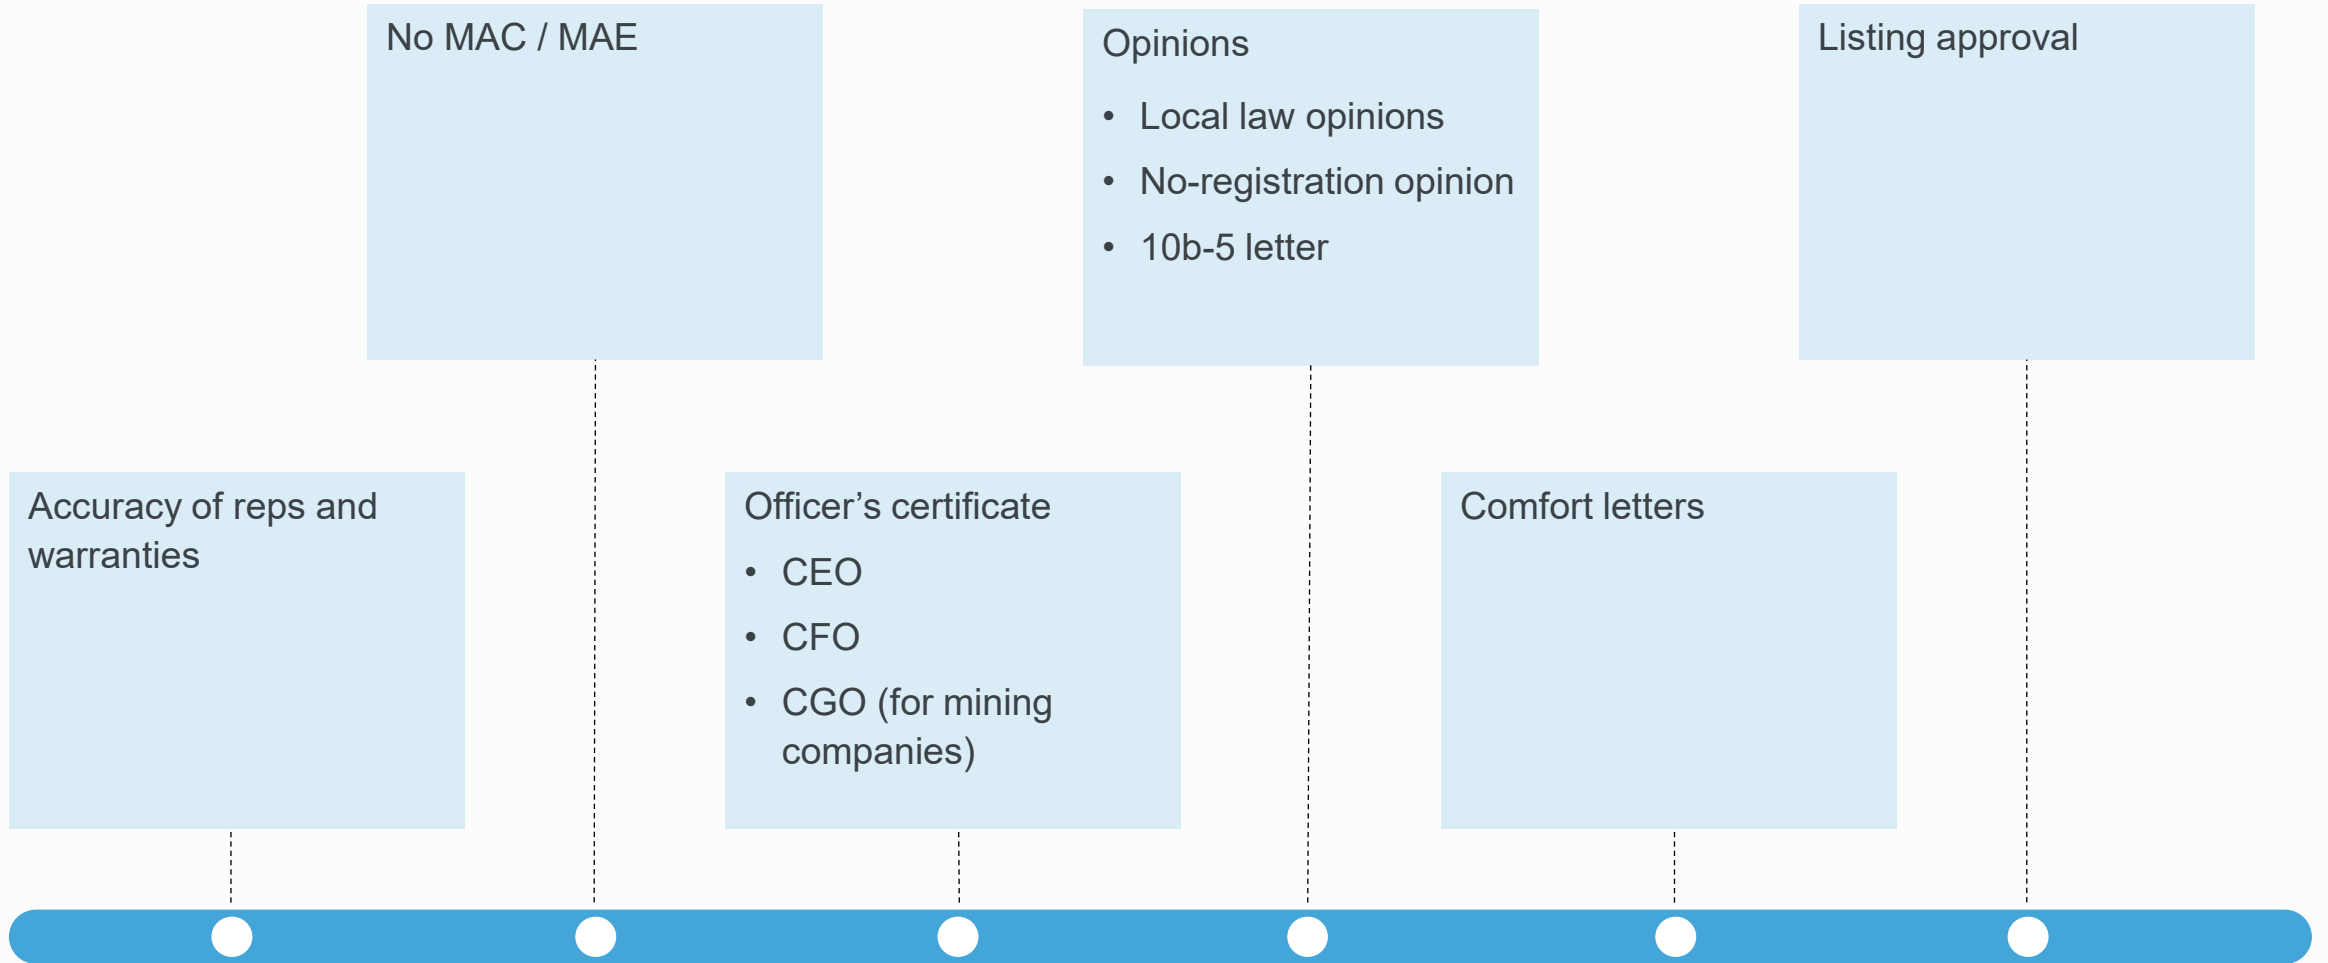 No MAC / MAE
Opinions
• Local law opinions
• No-registration opinion
• 10b-5 letter
Listing approval
Accuracy of reps and
warranties
Officer’s certificate
• CEO
• CFO
• CGO (for mining
companies)
Comfort letters